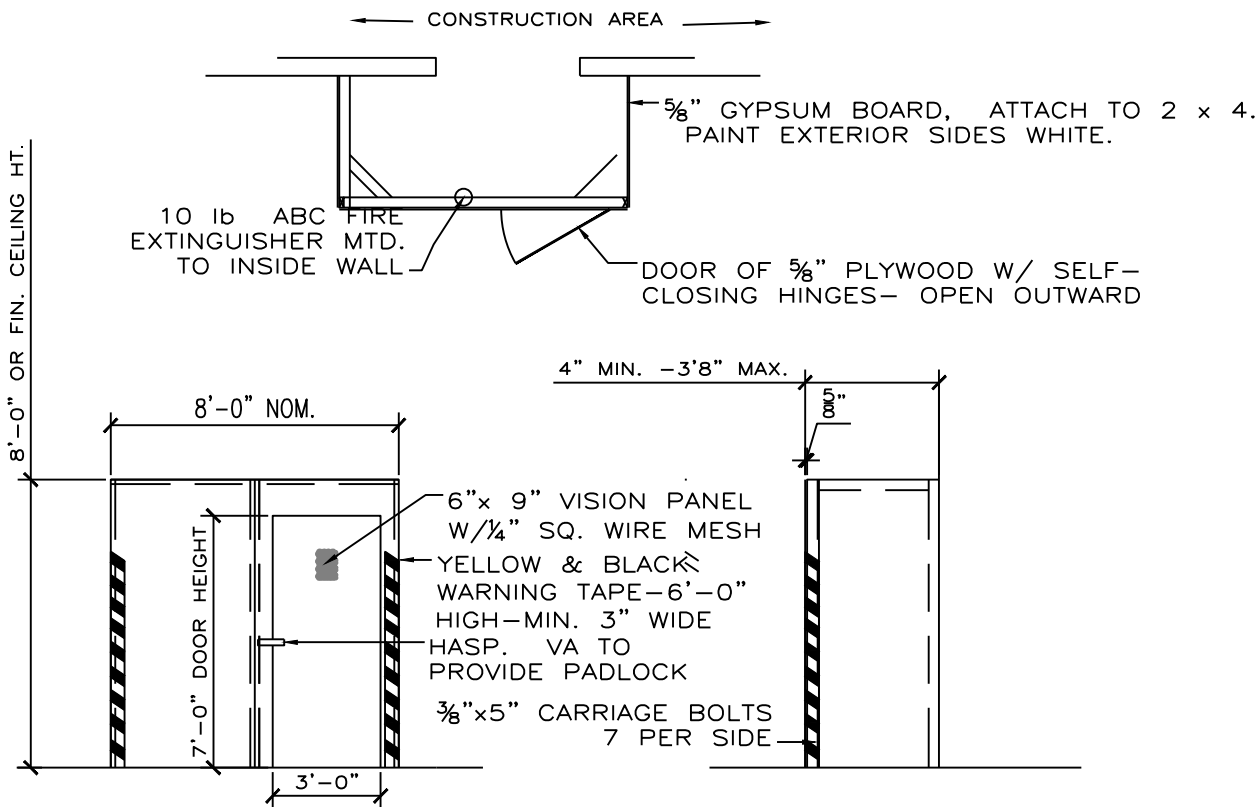 CONSTRUCTION AREA
⅝" GYPSUM BOARD, ATTACH TO 2 x 4.
PAINT EXTERIOR SIDES WHITE.
10 lb ABC FIRE
EXTINGUISHER MTD.
TO INSIDE WALL
DOOR OF ⅝" PLYWOOD W/ SELF-
CLOSING HINGES- OPEN OUTWARD
8'-0" OR FIN. CEILING HT.
8'-0" NOM.
4" MIN. -3'8" MAX.
⅝"
6"x 9" VISION PANEL
W/¼" SQ. WIRE MESH
YELLOW & BLACK
WARNING TAPE-6'-0"
HIGH-MIN. 3" WIDE
HASP. VA TO
PROVIDE PADLOCK
⅜"x5" CARRIAGE BOLTS
7 PER SIDE
7'-0" DOOR HEIGHT
3'-0"